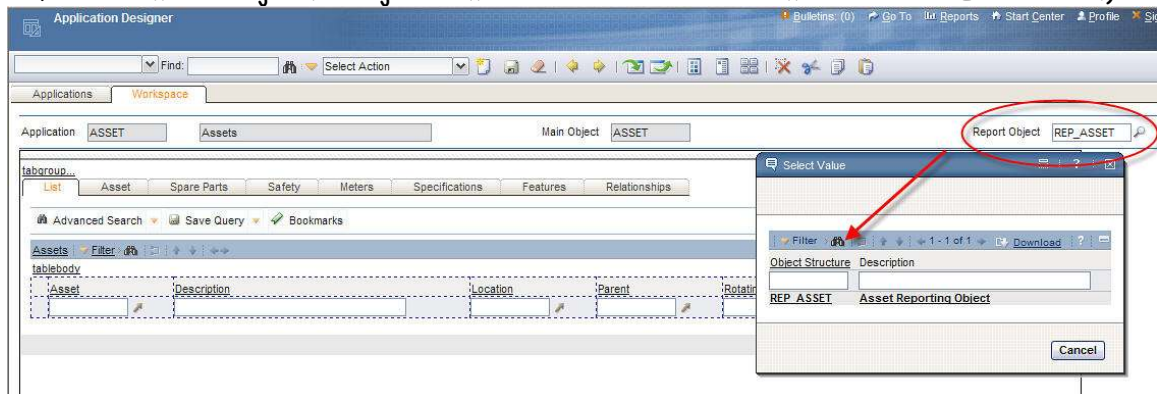 Application Designer
Bulletins: (0) Go To Reports Start Center Profile
Find: Select Action
Applications Workspace
Application ASSET Assets Main Object ASSET Report Object REP_ASSET
tabgroup...
List Asset Spare Parts Safety Meters Specifications Features Relationships
Select Value ?
Advanced Search Save Query Bookmarks
Assets Filter
Filter 1 - 1 of 1 Download ?
tablebody
Object Structure Description
Asset Description Location Parent
REP_ASSET Asset Reporting Object
Cancel